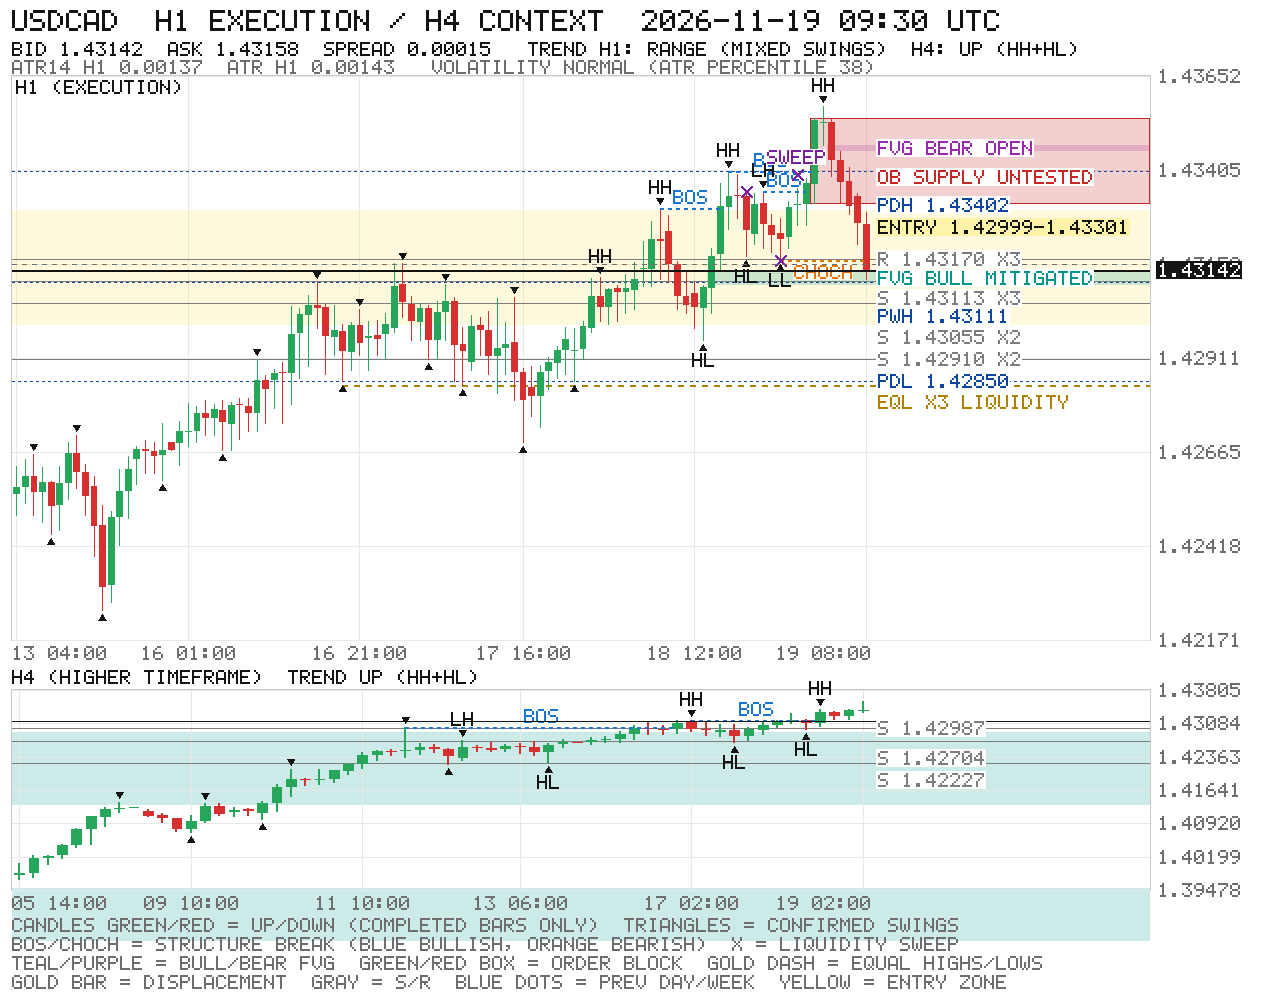 USDCAD  H1 EXECUTION / H4 CONTEXT  2026-11-19 09:30 UTC
BID 1.43142  ASK 1.43158  SPREAD 0.00015  TREND H1: RANGE (MIXED SWINGS)  H4: UP (HH+HL)
ATR14 H1 0.00137  ATR H1 0.00143  VOLATILITY NORMAL (ATR PERCENTILE 38)
1.43652
H1 (EXECUTION)
HH
HH
SWEEP
FVG BEAR OPEN
LH
1.43405
HH
BOS
BOS
OB SUPPLY UNTESTED
PDH 1.43402
ENTRY 1.42999-1.43301
HH
R 1.43170 X3
1.43142
HL
LL
CHOCH
FVG BULL MITIGATED
S 1.43113 X3
PWH 1.43111
S 1.43055 X2
HL
S 1.42910 X2
1.42911
PDL 1.42850
EQL X3 LIQUIDITY
1.42665
1.42418
1.42171
13 04:00  16 01:00  16 21:00  17 16:00  18 12:00  19 08:00
H4 (HIGHER TIMEFRAME)  TREND UP (HH+HL)
HH
HH
1.43805
LH
BOS
BOS
1.43084
S 1.42987
HL
HL
HL
S 1.42704
1.42363
S 1.42227
1.41641
1.40920
1.40199
1.39478
05 14:00  09 10:00  11 10:00  13 06:00  17 02:00  19 02:00
CANDLES GREEN/RED = UP/DOWN (COMPLETED BARS ONLY)  TRIANGLES = CONFIRMED SWINGS
BOS/CHOCH = STRUCTURE BREAK (BLUE BULLISH, ORANGE BEARISH)  X = LIQUIDITY SWEEP
TEAL/PURPLE = BULL/BEAR FVG  GREEN/RED BOX = ORDER BLOCK  GOLD DASH = EQUAL HIGHS/LOWS
GOLD BAR = DISPLACEMENT  GRAY = S/R  BLUE DOTS = PREV DAY/WEEK  YELLOW = ENTRY ZONE